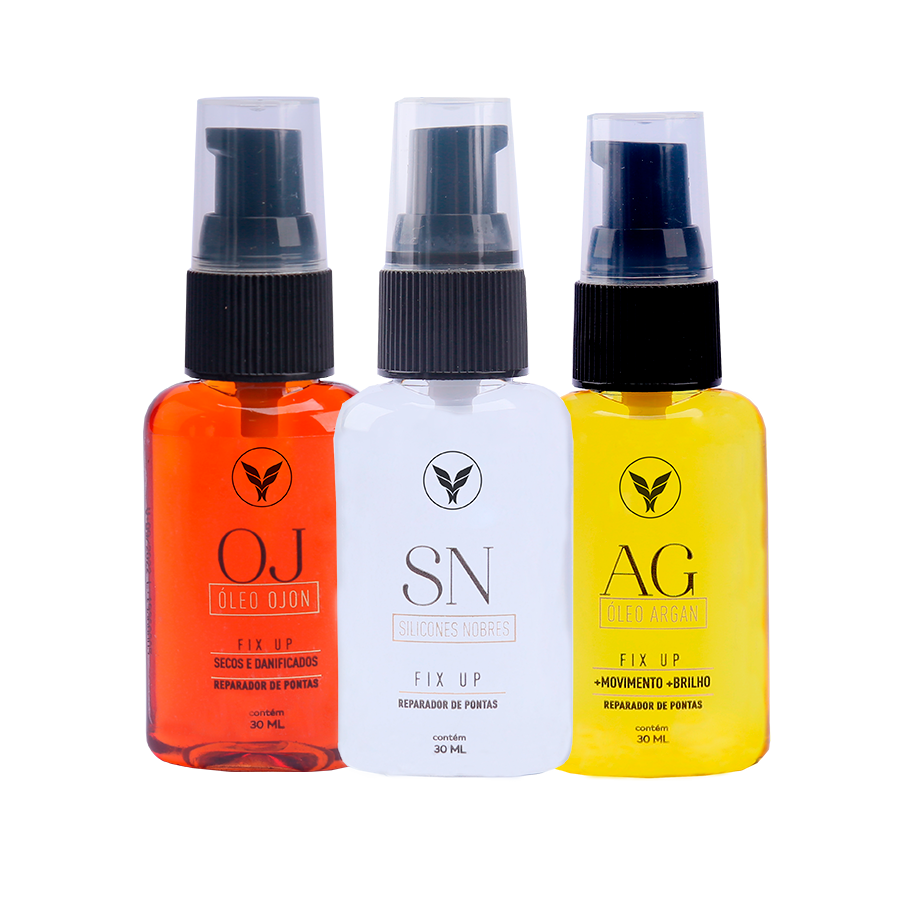 OJ
ÓLEO OJON
FIX UP
SECOS E DANIFICADOS
REPARADOR DE PONTAS
contém
30 ML
SN
SILICONES NOBRES
FIX UP
REPARADOR DE PONTAS
contém
30 ML
AG
ÓLEO ARGAN
FIX UP
+MOVIMENTO +BRILHO
REPARADOR DE PONTAS
contém
30 ML